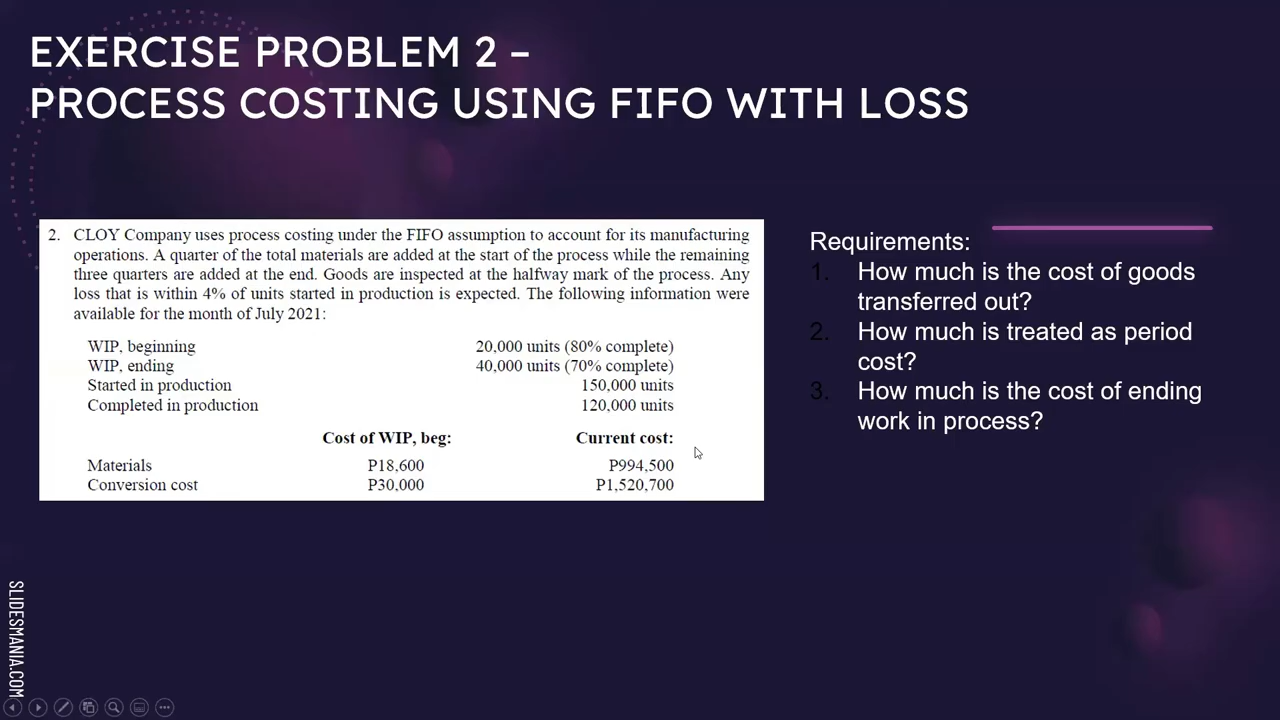 EXERCISE PROBLEM 2 –
PROCESS COSTING USING FIFO WITH LOSS
2. CLOY Company uses process costing under the FIFO assumption to account for its manufacturing
operations. A quarter of the total materials are added at the start of the process while the remaining
three quarters are added at the end. Goods are inspected at the halfway mark of the process. Any
loss that is within 4% of units started in production is expected. The following information were
available for the month of July 2021:
WIP, beginning 20,000 units (80% complete)
WIP, ending 40,000 units (70% complete)
Started in production 150,000 units
Completed in production 120,000 units
Cost of WIP, beg: Current cost:
Materials P18,600 P994,500
Conversion cost P30,000 P1,520,700
Requirements:
1. How much is the cost of goods
transferred out?
2. How much is treated as period
cost?
3. How much is the cost of ending
work in process?
SLIDESMANIA.COM